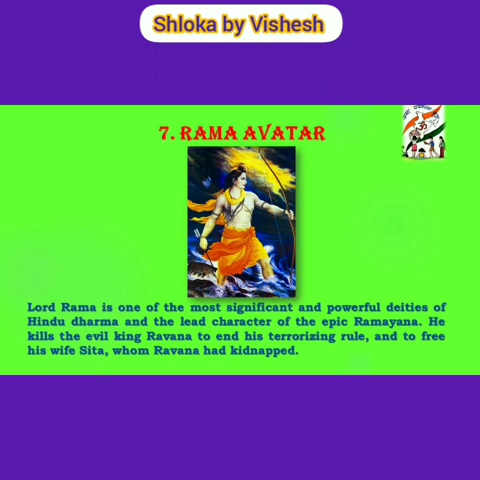 Shloka by Vishesh
7. RAMA AVATAR
Lord Rama is one of the most significant and powerful deities of
Hindu dharma and the lead character of the epic Ramayana. He
kills the evil king Ravana to end his terrorizing rule, and to free
his wife Sita, whom Ravana had kidnapped.